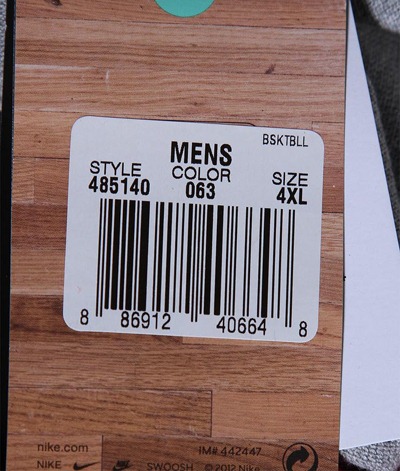 BSKTBLL
MENS
STYLE COLOR SIZE
485140 063 4XL
8 86912 40664 8
nike.com IM# 442447
NIKE SWOOSH © 2012 Nike